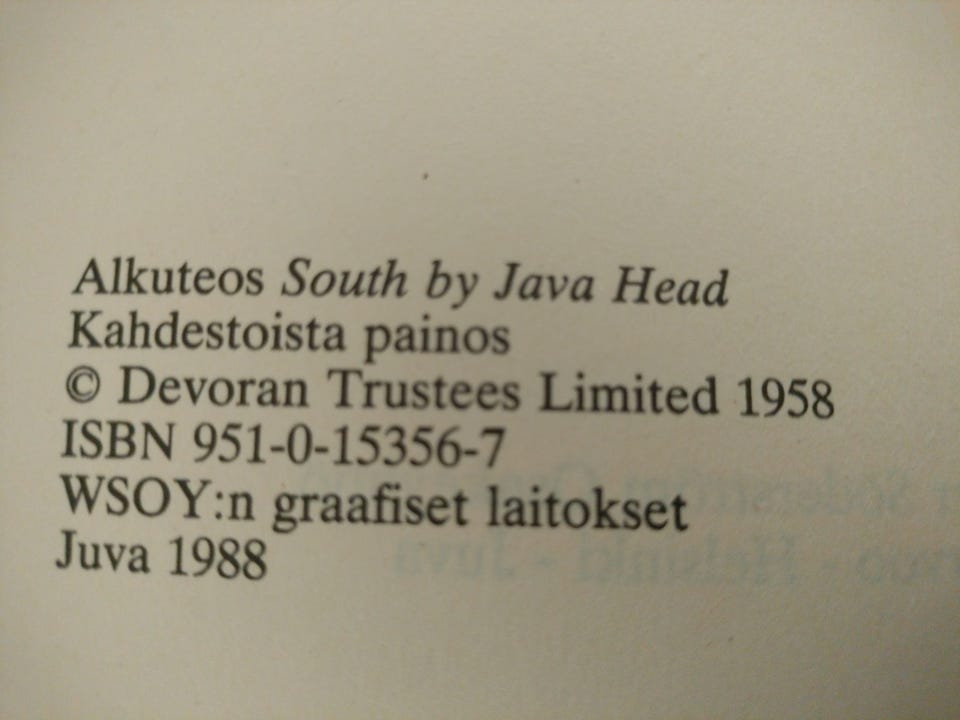 Alkuteos South by Java Head
Kahdestoista painos
© Devoran Trustees Limited 1958
ISBN 951-0-15356-7
WSOY:n graafiset laitokset
Juva 1988